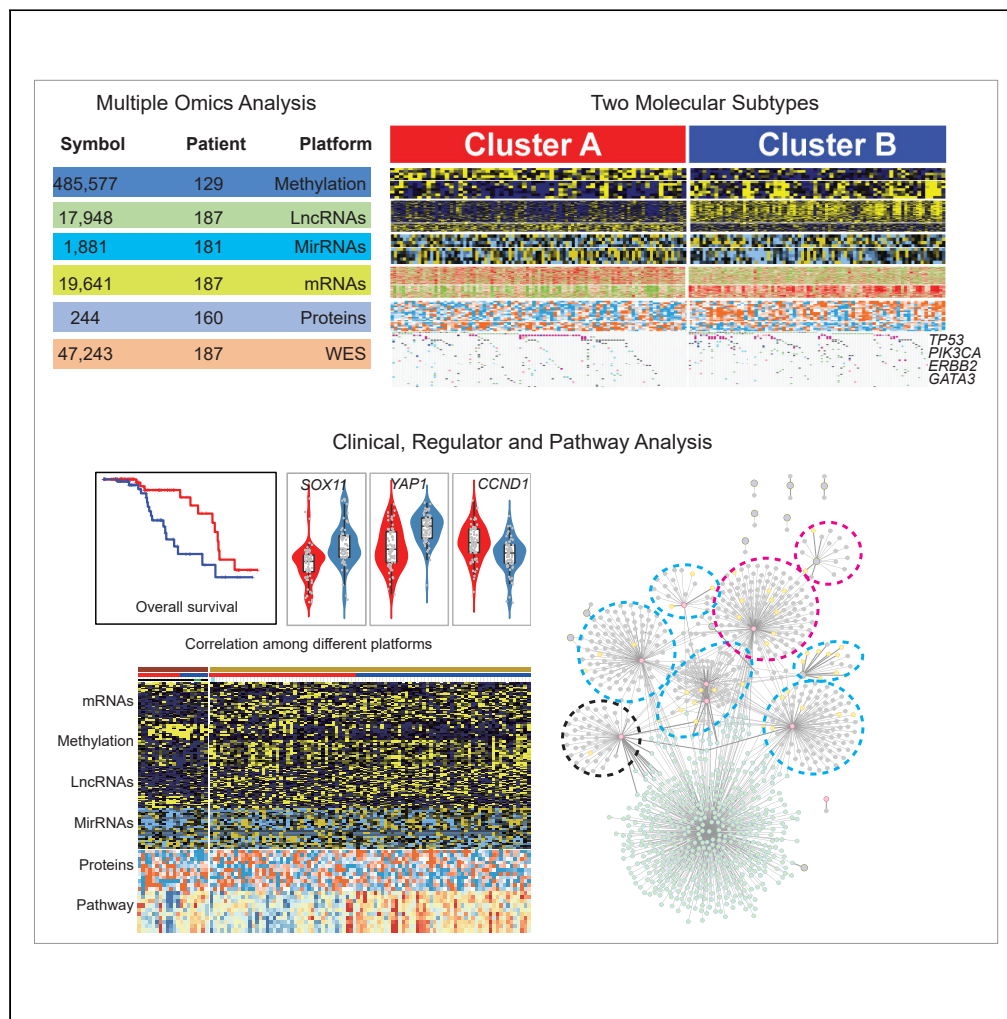 Multiple Omics Analysis
Symbol Patient Platform
485,577 129 Methylation
17,948 187 LncRNAs
1,881 181 MirRNAs
19,641 187 mRNAs
244 160 Proteins
47,243 187 WES
Two Molecular Subtypes
Cluster A Cluster B
TP53
PIK3CA
ERBB2
GATA3
Clinical, Regulator and Pathway Analysis
Overall survival
SOX11 YAP1 CCND1
Correlation among different platforms
mRNAs
Methylation
LncRNAs
MirRNAs
Proteins
Pathway